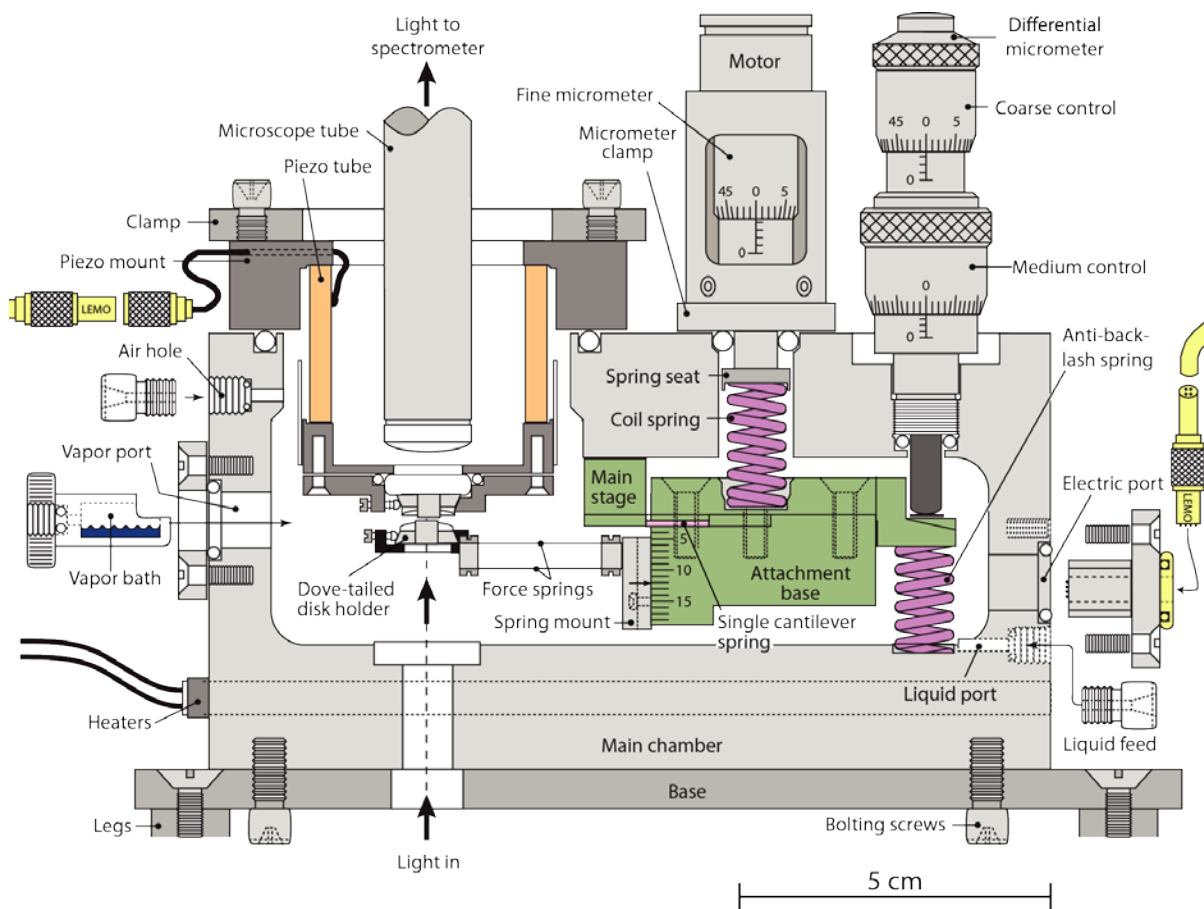 Light to
spectrometer
Differential
micrometer
Motor
Fine micrometer
Coarse control
Microscope tube
Micrometer
clamp
45 0 5
Piezo tube
0
45 0 5
Clamp
0
Piezo mount
0
Medium control
LEMO
LEMO
0
Anti-back-
lash spring
Air hole
Spring seat
Coil spring
Vapor port
Main
stage
Electric port
LEMO
5
10
15
Attachment
base
Vapor bath
Dove-tailed
disk holder
Force springs
Spring mount
Single cantilever
spring
Liquid port
Heaters
Main chamber
Liquid feed
Base
Legs
Bolting screws
Light in
5 cm